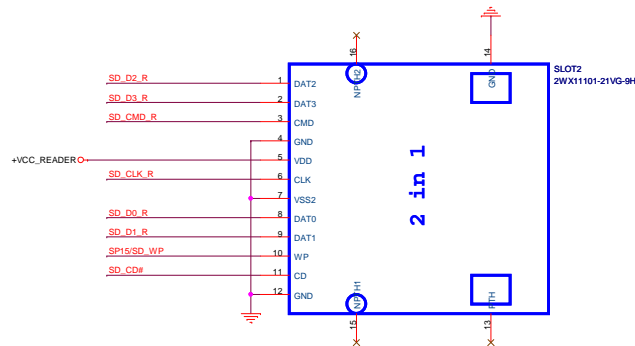 16
14
SLOT2
2WX11101-21VG-9H
NPTH2
GND
SD_D2_R 1 DAT2
SD_D3_R 2 DAT3
SD_CMD_R 3 CMD
4 GND
+VCC_READER 5 VDD
SD_CLK_R 6 CLK
7 VSS2
SD_D0_R 8 DAT0
SD_D1_R 9 DAT1
SP15/SD_WP 10 WP
SD_CD# 11 CD
12 GND
2 in 1
NPTH1
PTH
15
13